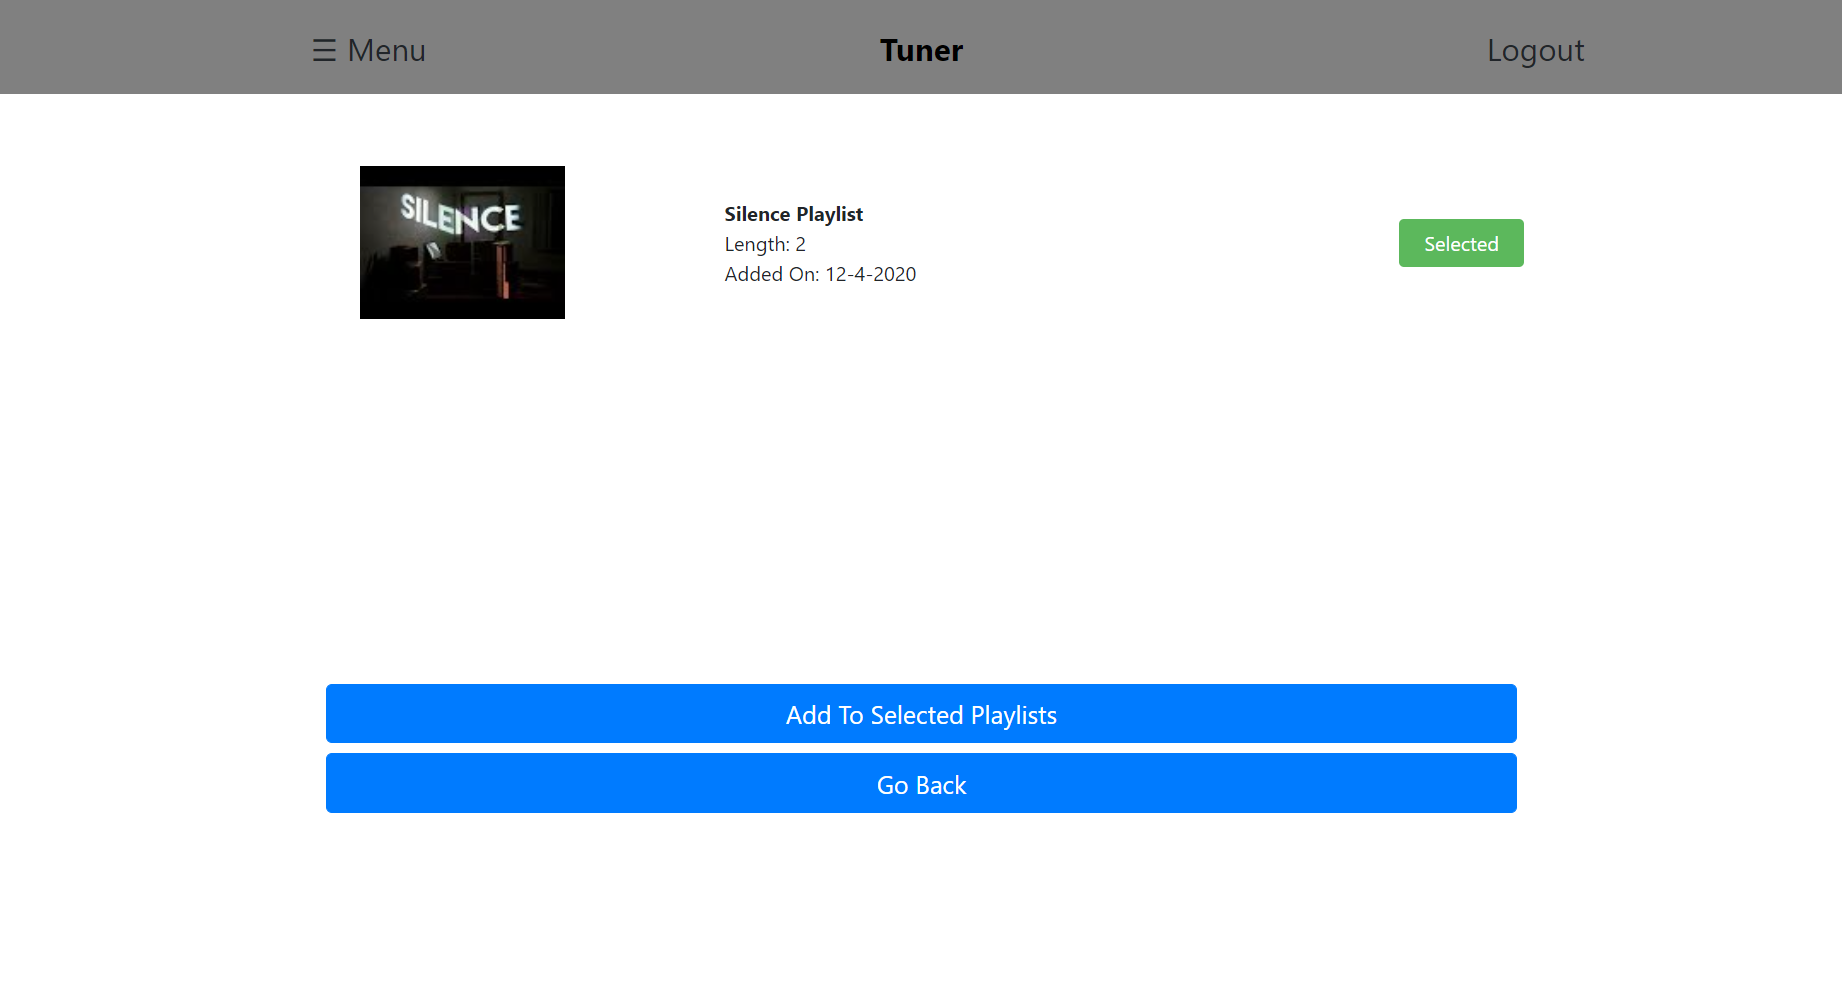 ☰ Menu
Tuner
Logout
SILENCE
Silence Playlist
Length: 2
Added On: 12-4-2020
Selected
Add To Selected Playlists
Go Back